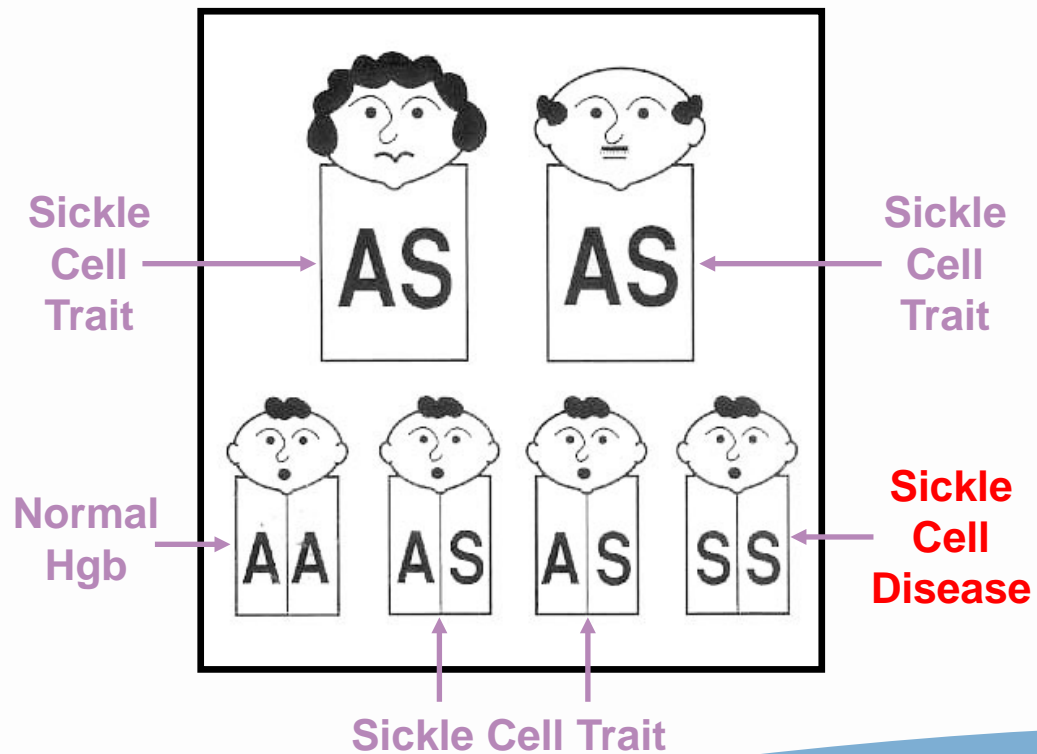 Sickle
Cell
Trait
AS
AS
Sickle
Cell
Trait
Normal
Hgb
AA
AS
AS
SS
Sickle
Cell
Disease
Sickle Cell Trait